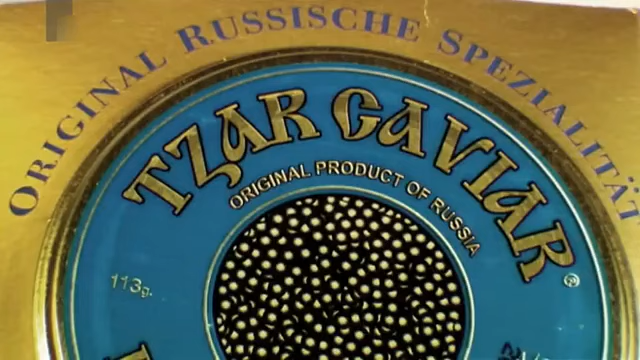 ORIGINAL RUSSISCHE SPEZIALITÄT
TZAR CAVIAR®
ORIGINAL PRODUCT OF RUSSIA
113g.